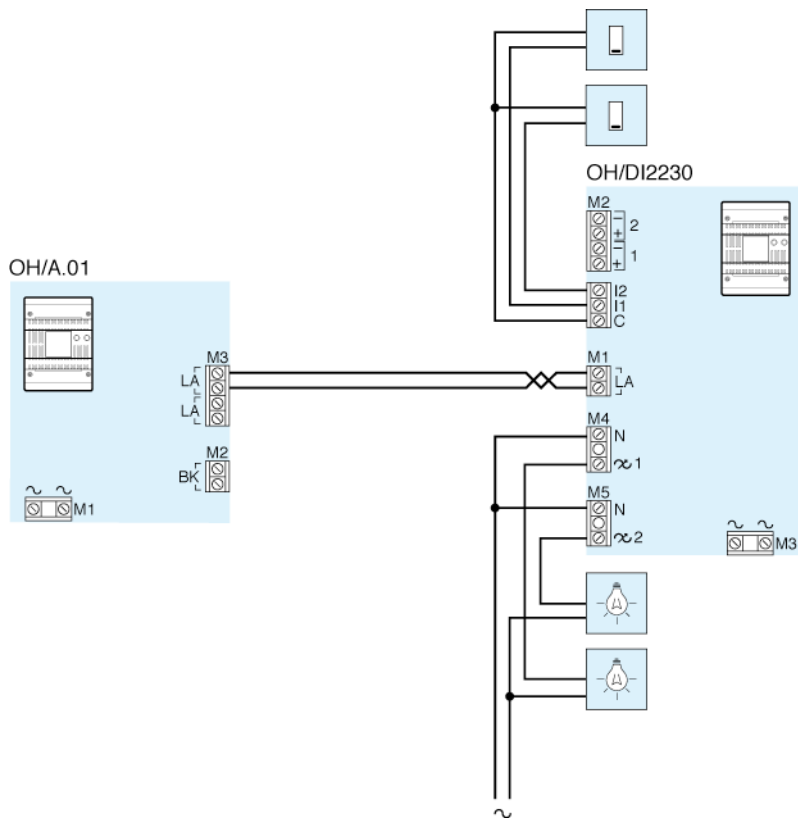 OH/DI2230
M2
– 2
+
– 1
+
I2
I1
C
OH/A.01
M3
LA
LA
M2
BK
~ ~
M1
M1
LA
M4
N
∝1
M5
N
∝2
~ ~
M3
~